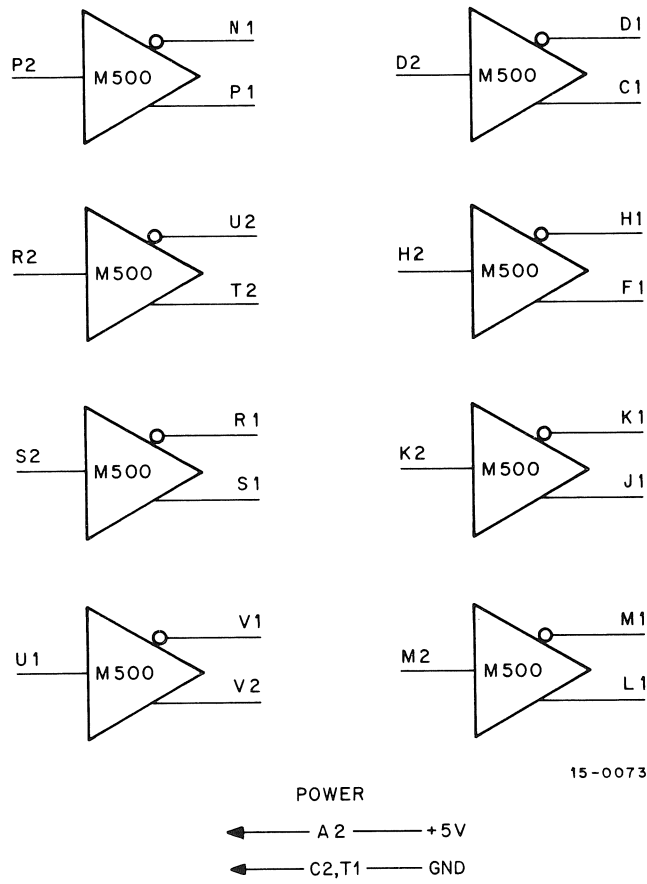 N1
P2 M500
P1
D1
D2 M500
C1
U2
R2 M500
T2
H1
H2 M500
F1
R1
S2 M500
S1
K1
K2 M500
J1
V1
U1 M500
V2
M1
M2 M500
L1
15-0073
POWER
A2 +5V
C2,T1 GND